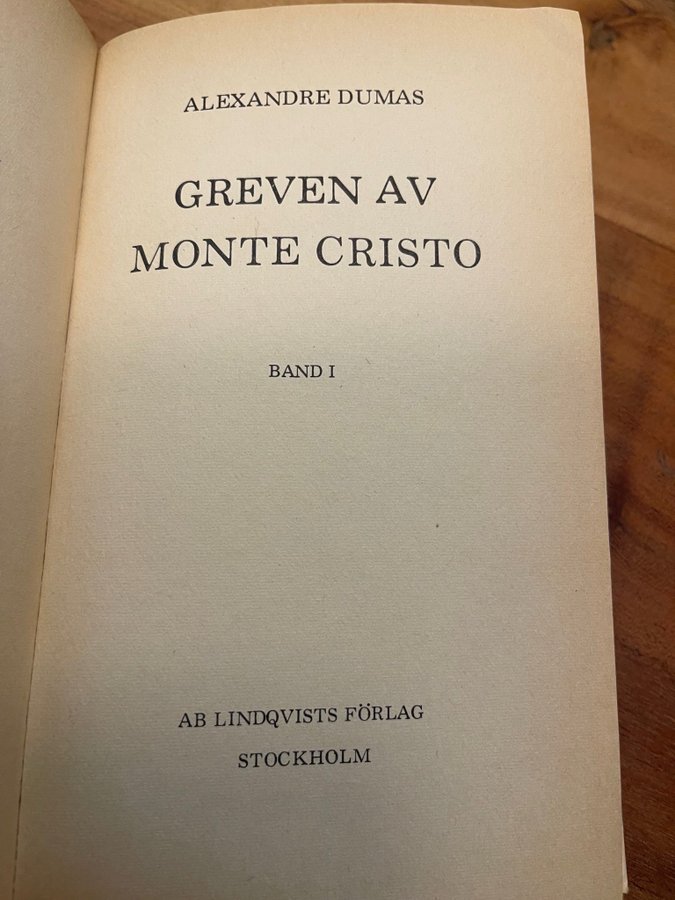 ALEXANDRE DUMAS
GREVEN AV
MONTE CRISTO
BAND I
AB LINDQVISTS FÖRLAG
STOCKHOLM